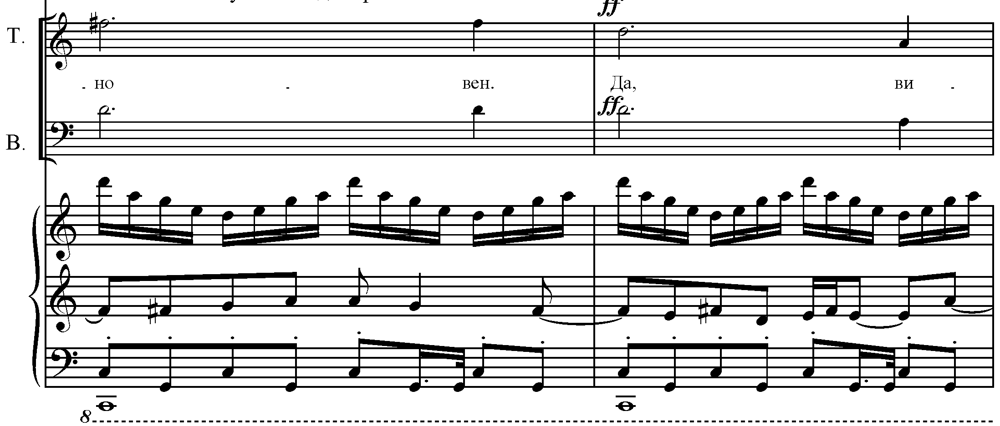 ff
T.
- но - вен. Да, ви -
ff
B.
8